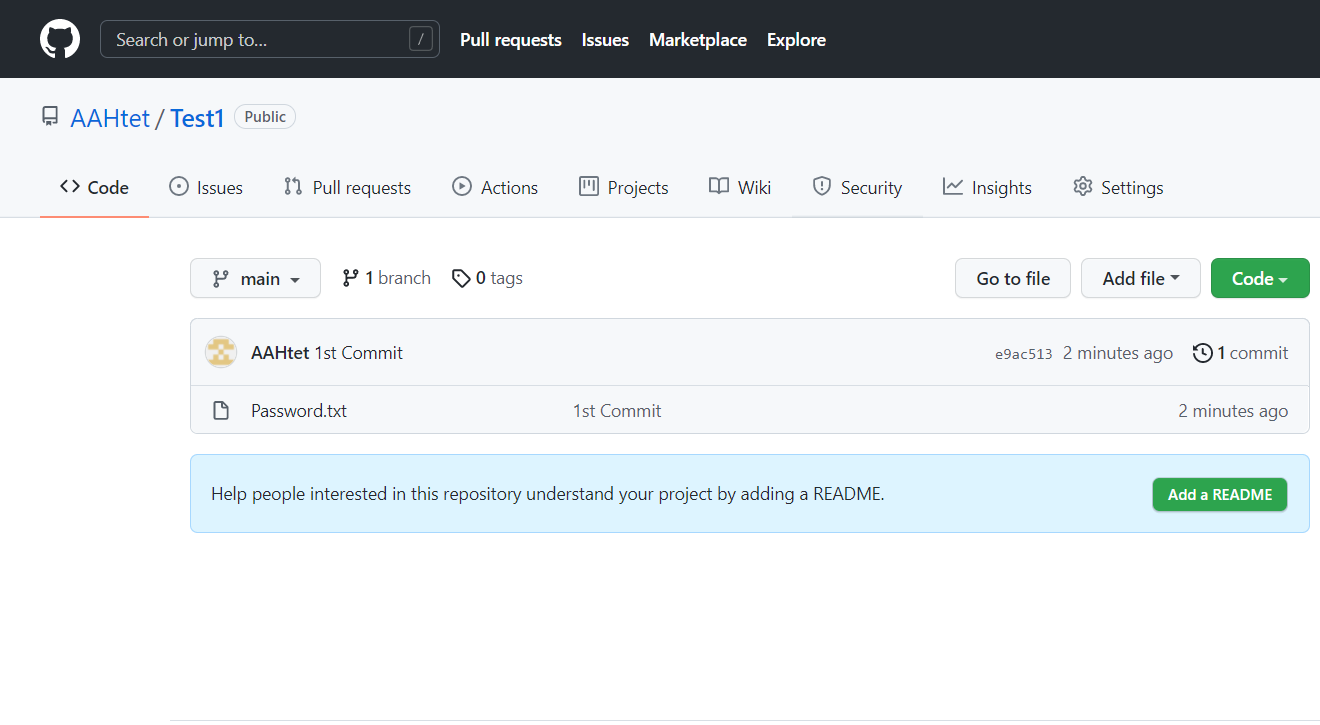 Search or jump to... /
Pull requests Issues Marketplace Explore
AAHtet / Test1 Public
Code Issues Pull requests Actions Projects Wiki Security Insights Settings
main 1 branch 0 tags Go to file Add file Code
AAHtet 1st Commit e9ac513 2 minutes ago 1 commit
Password.txt 1st Commit 2 minutes ago
Help people interested in this repository understand your project by adding a README. Add a README